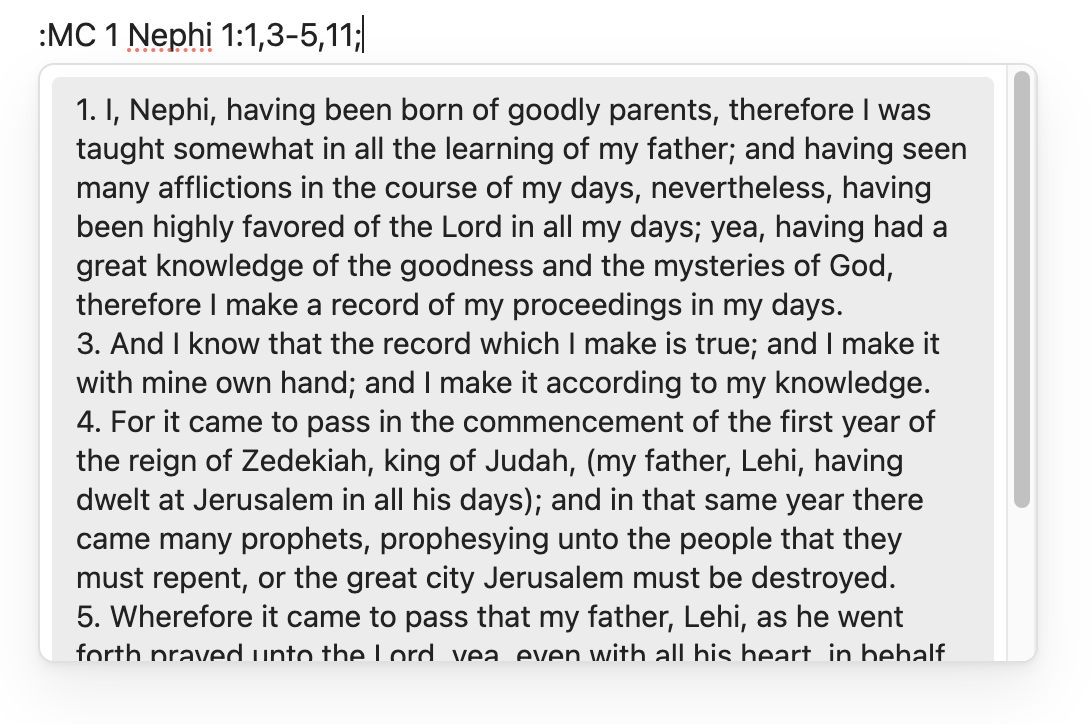 :MC 1 Nephi 1:1,3-5,11;
1. I, Nephi, having been born of goodly parents, therefore I was
taught somewhat in all the learning of my father; and having seen
many afflictions in the course of my days, nevertheless, having
been highly favored of the Lord in all my days; yea, having had a
great knowledge of the goodness and the mysteries of God,
therefore I make a record of my proceedings in my days.
3. And I know that the record which I make is true; and I make it
with mine own hand; and I make it according to my knowledge.
4. For it came to pass in the commencement of the first year of
the reign of Zedekiah, king of Judah, (my father, Lehi, having
dwelt at Jerusalem in all his days); and in that same year there
came many prophets, prophesying unto the people that they
must repent, or the great city Jerusalem must be destroyed.
5. Wherefore it came to pass that my father, Lehi, as he went
forth prayed unto the Lord, yea, even with all his heart, in behalf